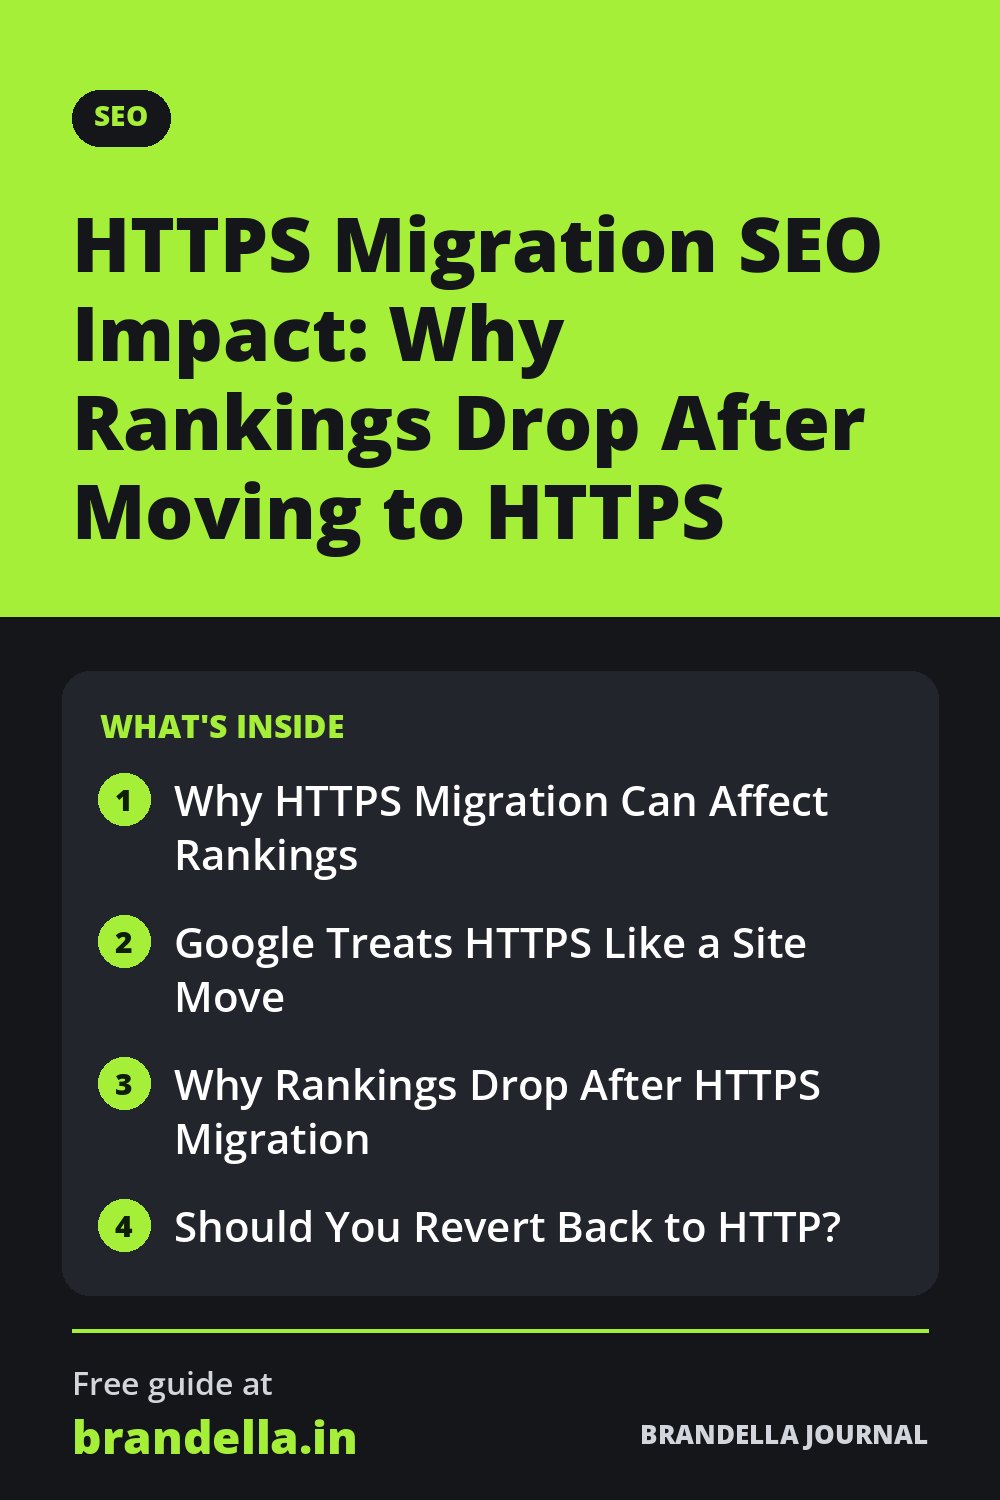 SEO
HTTPS Migration SEO
Impact: Why
Rankings Drop After
Moving to HTTPS
WHAT'S INSIDE
1 Why HTTPS Migration Can Affect
Rankings
2 Google Treats HTTPS Like a Site
Move
3 Why Rankings Drop After HTTPS
Migration
4 Should You Revert Back to HTTP?
Free guide at
brandella.in
BRANDELLA JOURNAL